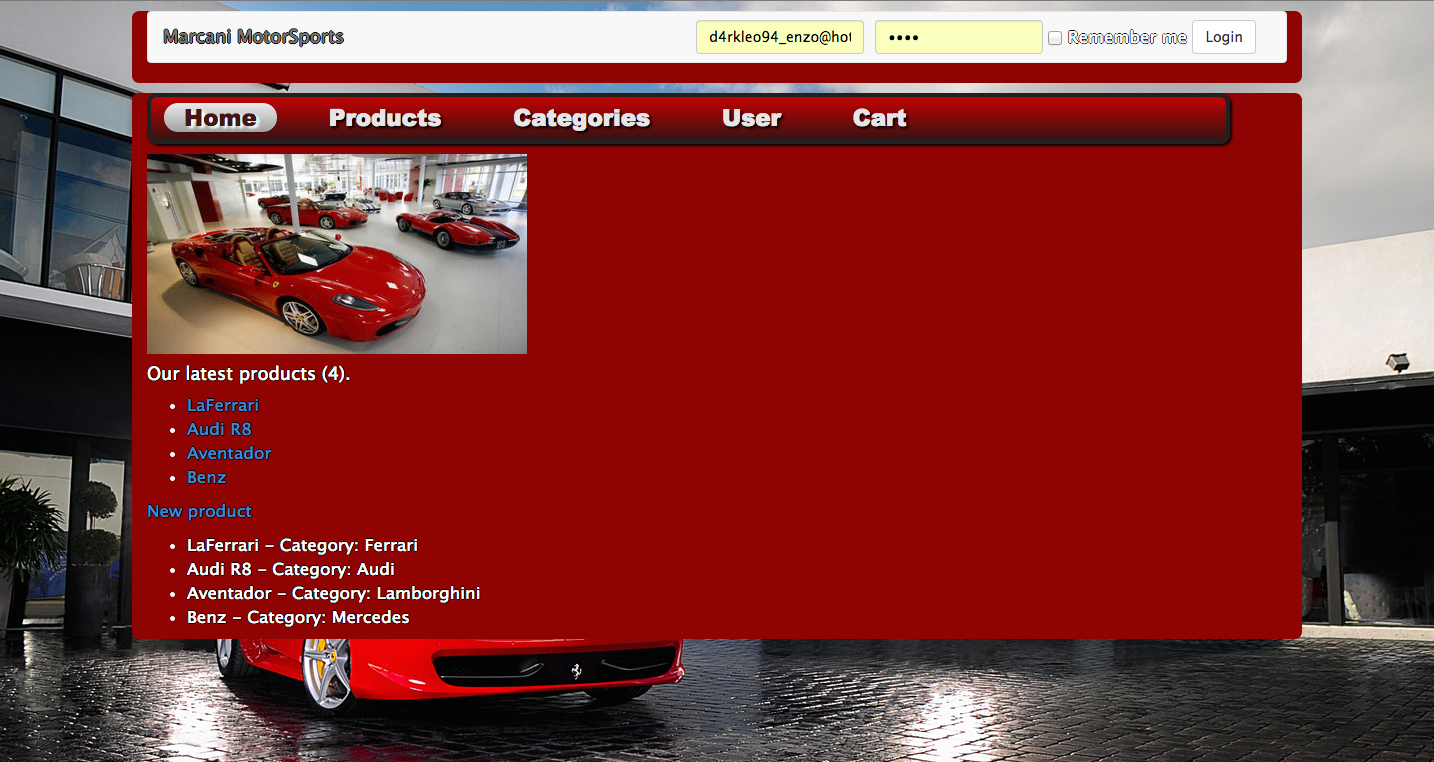 Marcani MotorSports d4rkleo94_enzo@hot •••• Remember me Login
Home Products Categories User Cart
Our latest products (4).
• LaFerrari
• Audi R8
• Aventador
• Benz
New product
• LaFerrari - Category: Ferrari
• Audi R8 - Category: Audi
• Aventador - Category: Lamborghini
• Benz - Category: Mercedes